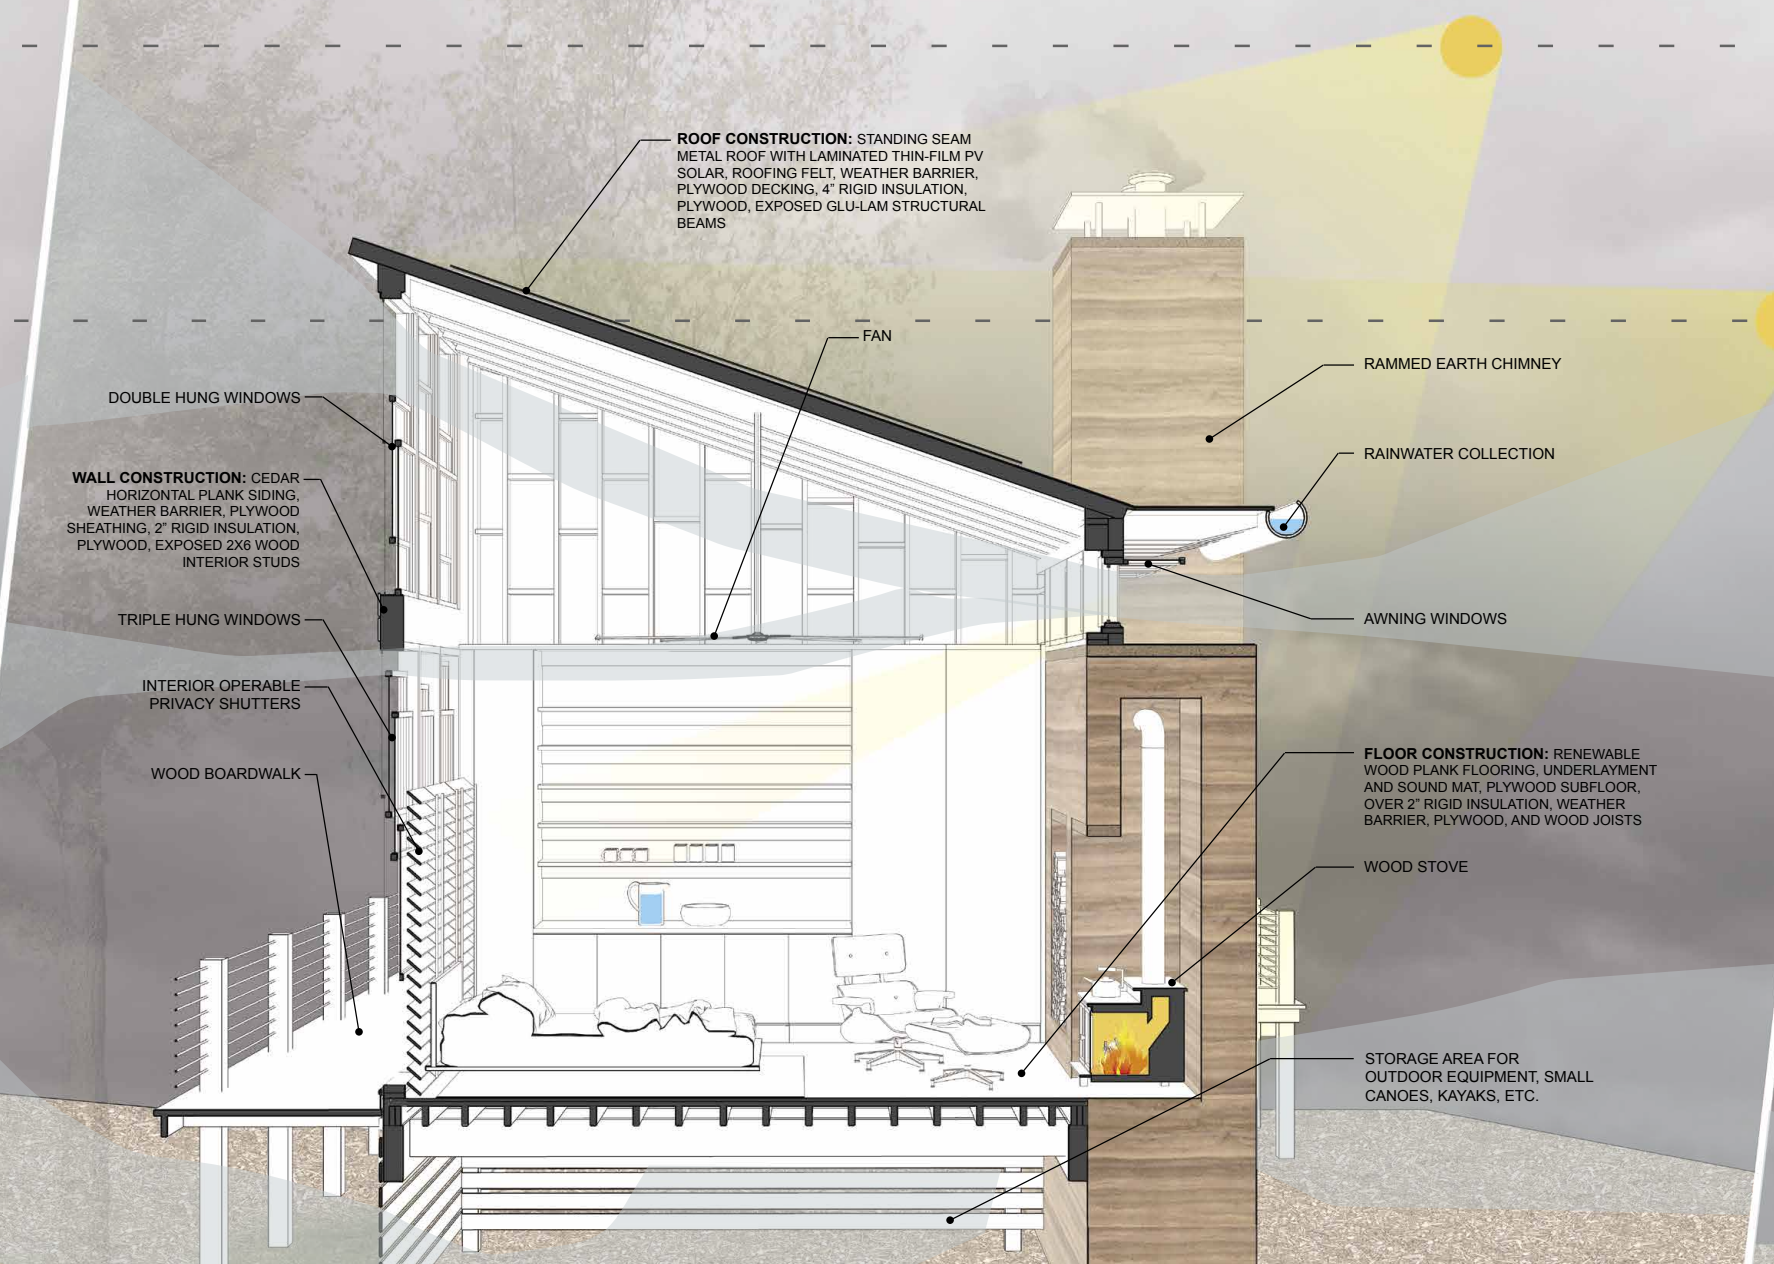 ROOF CONSTRUCTION: STANDING SEAM
METAL ROOF WITH LAMINATED THIN-FILM PV
SOLAR, ROOFING FELT, WEATHER BARRIER,
PLYWOOD DECKING, 4” RIGID INSULATION,
PLYWOOD, EXPOSED GLU-LAM STRUCTURAL
BEAMS
FAN
DOUBLE HUNG WINDOWS
WALL CONSTRUCTION: CEDAR
HORIZONTAL PLANK SIDING,
WEATHER BARRIER, PLYWOOD
SHEATHING, 2” RIGID INSULATION,
PLYWOOD, EXPOSED 2X6 WOOD
INTERIOR STUDS
TRIPLE HUNG WINDOWS
INTERIOR OPERABLE
PRIVACY SHUTTERS
WOOD BOARDWALK
RAMMED EARTH CHIMNEY
RAINWATER COLLECTION
AWNING WINDOWS
FLOOR CONSTRUCTION: RENEWABLE
WOOD PLANK FLOORING, UNDERLAYMENT
AND SOUND MAT, PLYWOOD SUBFLOOR,
OVER 2” RIGID INSULATION, WEATHER
BARRIER, PLYWOOD, AND WOOD JOISTS
WOOD STOVE
STORAGE AREA FOR
OUTDOOR EQUIPMENT, SMALL
CANOES, KAYAKS, ETC.